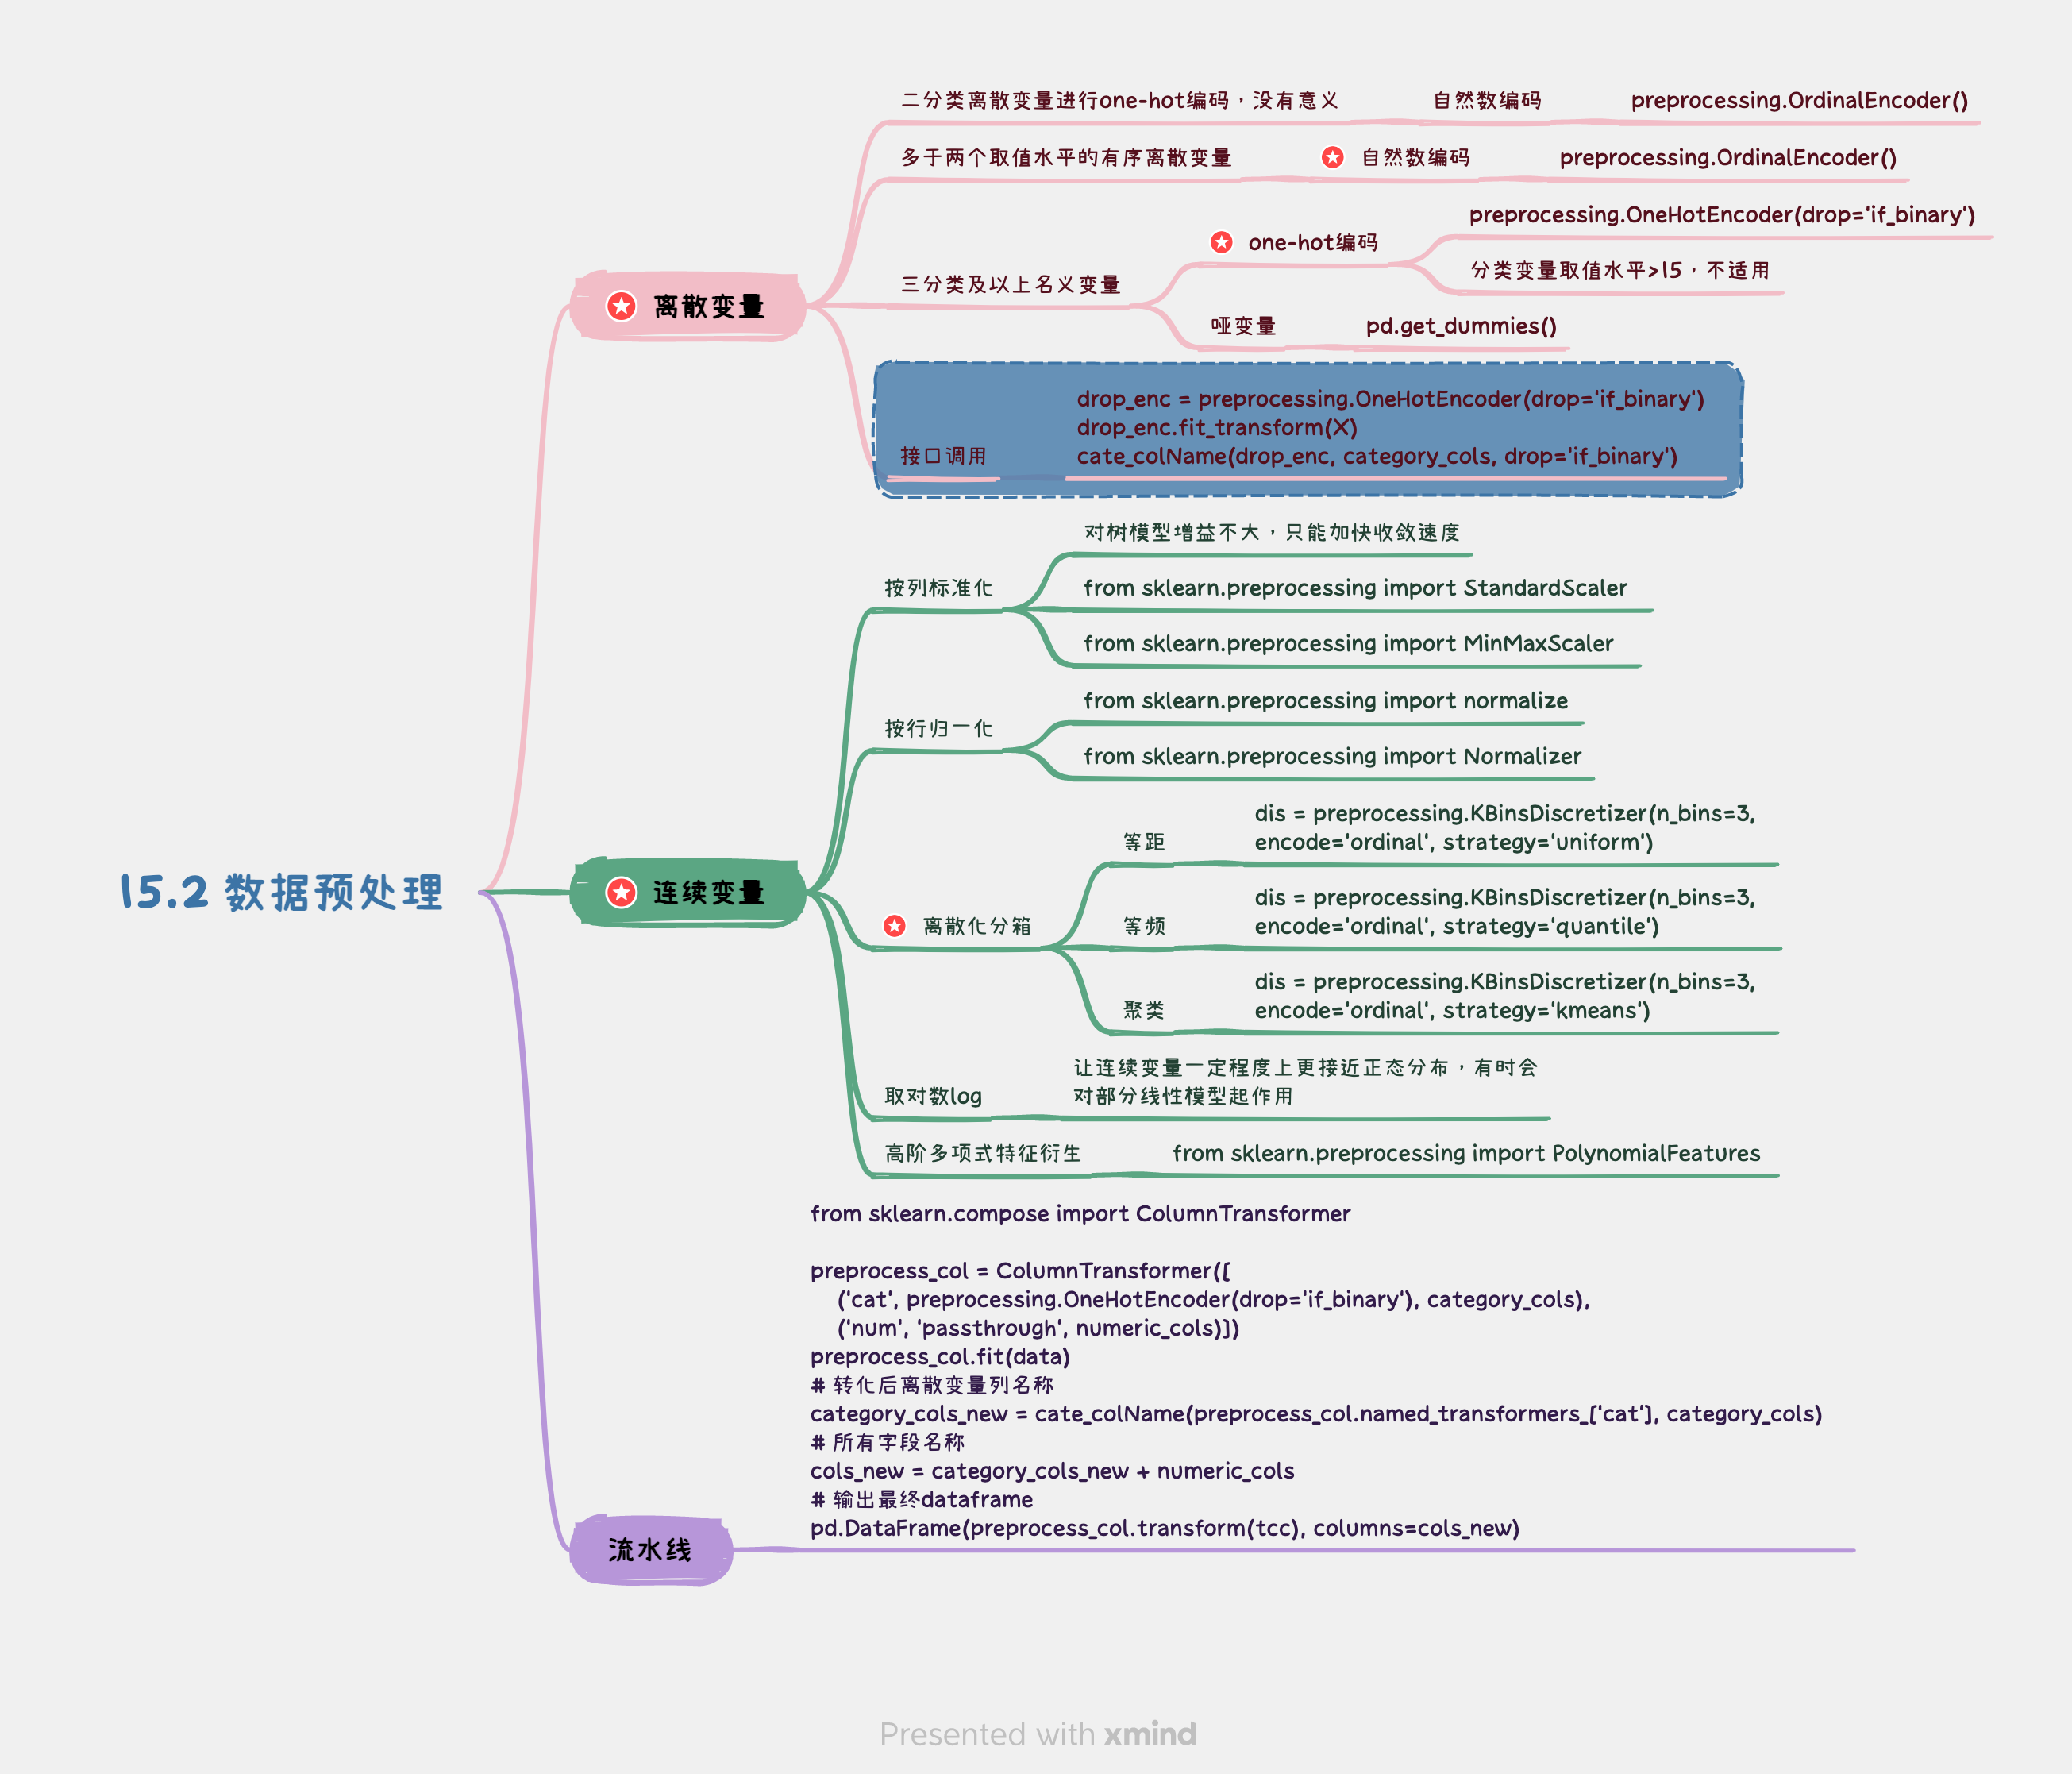 15.2 数据预处理
离散变量
二分类离散变量进行one-hot编码，没有意义
自然数编码
preprocessing.OrdinalEncoder()
多于两个取值水平的有序离散变量
自然数编码
preprocessing.OrdinalEncoder()
三分类及以上名义变量
one-hot编码
preprocessing.OneHotEncoder(drop='if_binary')
分类变量取值水平>15，不适用
哑变量
pd.get_dummies()
接口调用
drop_enc = preprocessing.OneHotEncoder(drop='if_binary')
drop_enc.fit_transform(X)
cate_colName(drop_enc, category_cols, drop='if_binary')
连续变量
按列标准化
对树模型增益不大，只能加快收敛速度
from sklearn.preprocessing import StandardScaler
from sklearn.preprocessing import MinMaxScaler
按行归一化
from sklearn.preprocessing import normalize
from sklearn.preprocessing import Normalizer
离散化分箱
等距
dis = preprocessing.KBinsDiscretizer(n_bins=3,
encode='ordinal', strategy='uniform')
等频
dis = preprocessing.KBinsDiscretizer(n_bins=3,
encode='ordinal', strategy='quantile')
聚类
dis = preprocessing.KBinsDiscretizer(n_bins=3,
encode='ordinal', strategy='kmeans')
取对数log
让连续变量一定程度上更接近正态分布，有时会
对部分线性模型起作用
高阶多项式特征衍生
from sklearn.preprocessing import PolynomialFeatures
流水线
from sklearn.compose import ColumnTransformer
preprocess_col = ColumnTransformer([
('cat', preprocessing.OneHotEncoder(drop='if_binary'), category_cols),
('num', 'passthrough', numeric_cols)])
preprocess_col.fit(data)
# 转化后离散变量列名称
category_cols_new = cate_colName(preprocess_col.named_transformers_['cat'], category_cols)
# 所有字段名称
cols_new = category_cols_new + numeric_cols
# 输出最终dataframe
pd.DataFrame(preprocess_col.transform(tcc), columns=cols_new)
Presented with xmind